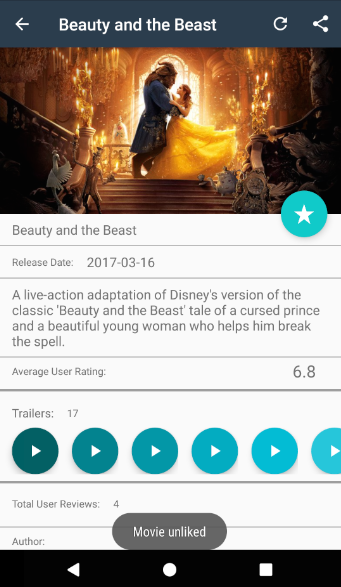 Beauty and the Beast
Beauty and the Beast
Release Date: 2017-03-16
A live-action adaptation of Disney's version of the
classic 'Beauty and the Beast' tale of a cursed prince
and a beautiful young woman who helps him break
the spell.
Average User Rating: 6.8
Trailers: 17
Total User Reviews: 4
Movie unliked
Author: